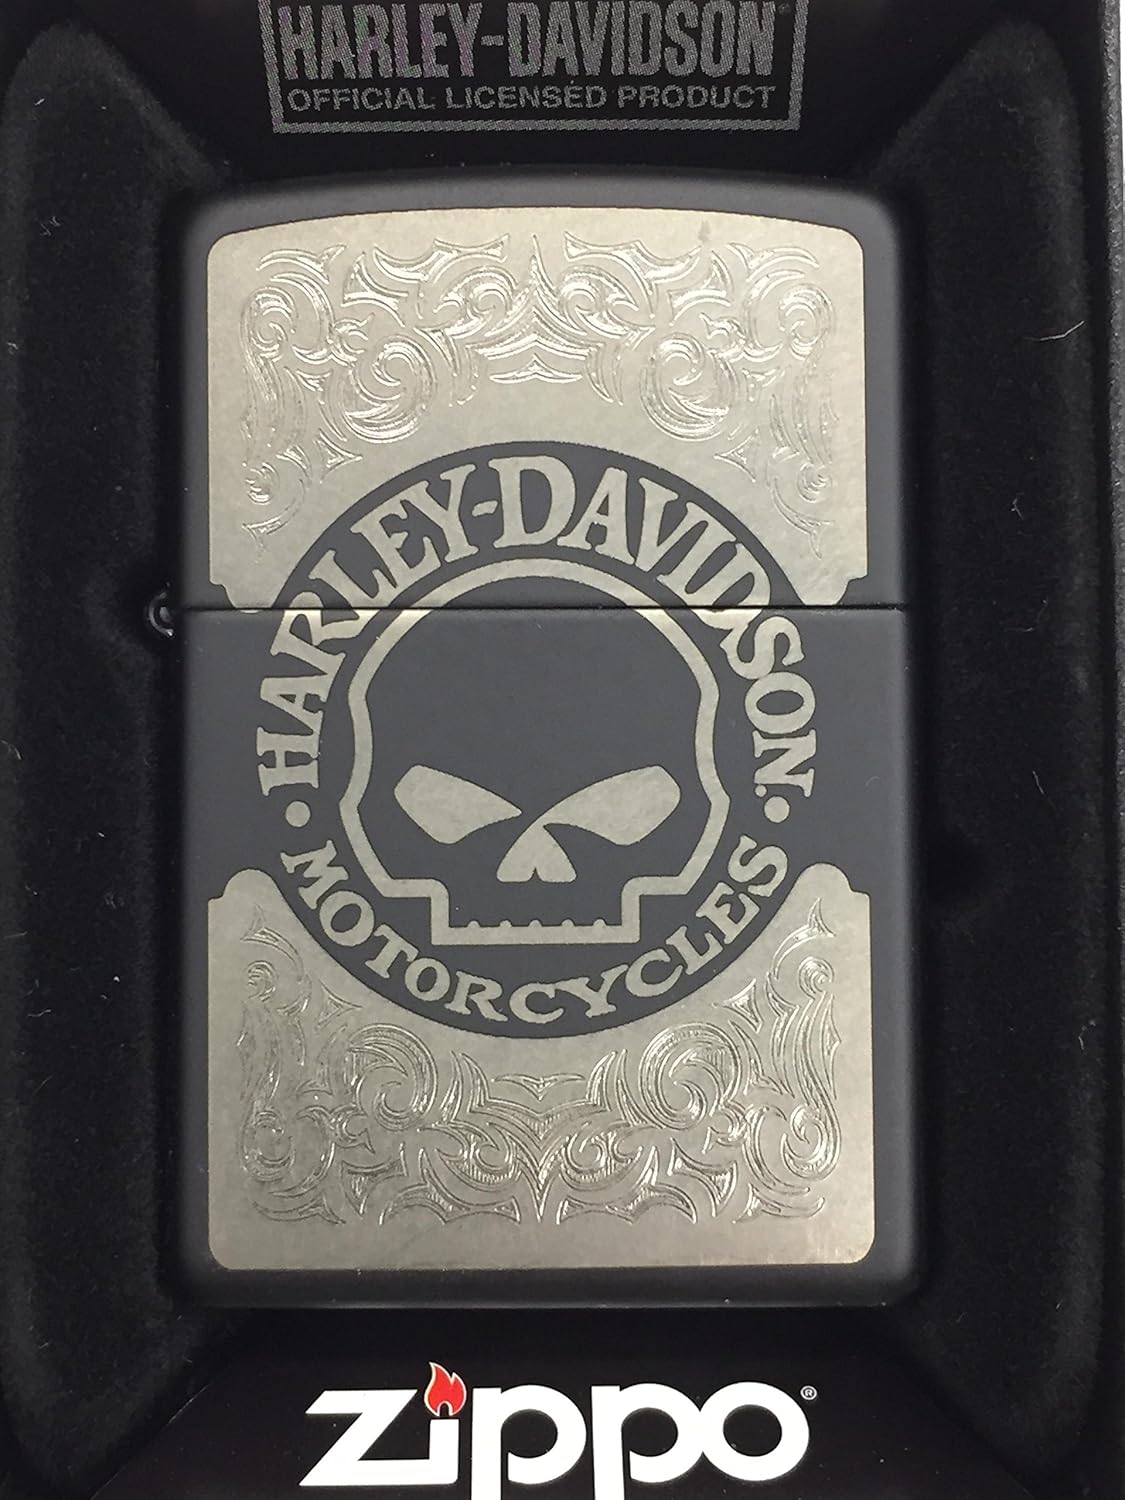 HARLEY-DAVIDSON®
OFFICIAL LICENSED PRODUCT
HARLEY-DAVIDSON.
• MOTORCYCLES •
zippo®